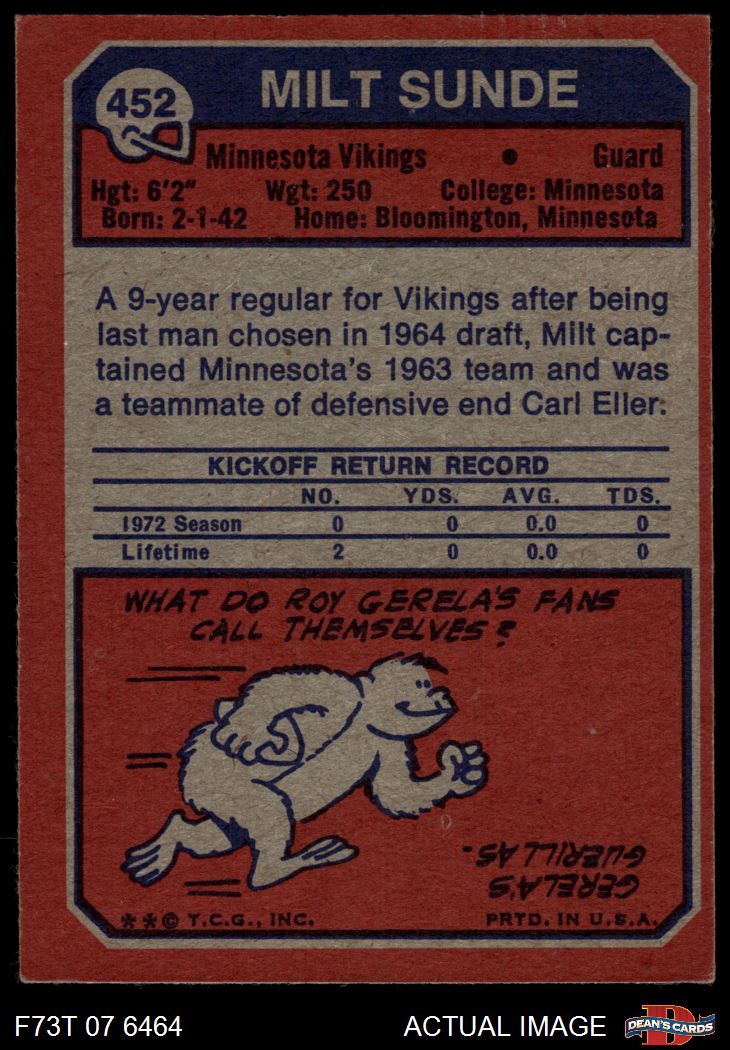 452
MILT SUNDE
Minnesota Vikings • Guard
Hgt: 6'2" Wgt: 250 College: Minnesota
Born: 2-1-42 Home: Bloomington, Minnesota
A 9-year regular for Vikings after being
last man chosen in 1964 draft, Milt cap-
tained Minnesota's 1963 team and was
a teammate of defensive end Carl Eller.
KICKOFF RETURN RECORD
NO. YDS. AVG. TDS.
1972 Season 0 0 0.0 0
Lifetime 2 0 0.0 0
WHAT DO ROY GERELA'S FANS
CALL THEMSELVES?
GERELA'S
GUERILLAS.
**© T.C.G., INC. PRTD. IN U.S.A.
F73T 07 6464 ACTUAL IMAGE
D
DEAN'S CARDS